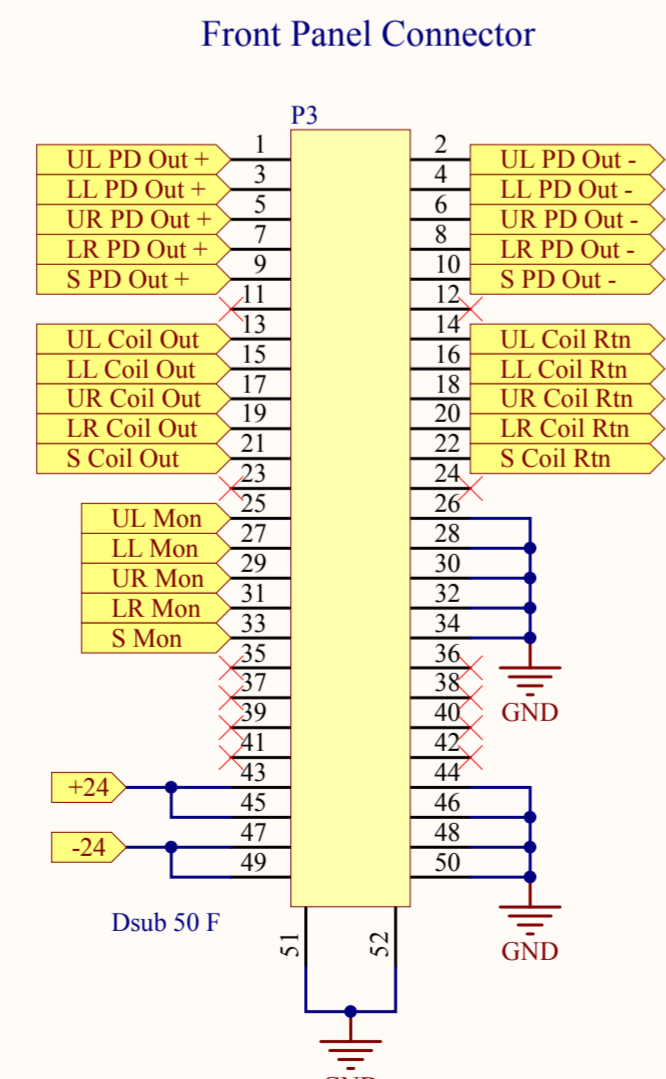 Front Panel Connector
P3
UL PD Out + 1 2 UL PD Out -
LL PD Out + 3 4 LL PD Out -
UR PD Out + 5 6 UR PD Out -
LR PD Out + 7 8 LR PD Out -
S PD Out + 9 10 S PD Out -
11 12
UL Coil Out 13 14 UL Coil Rtn
LL Coil Out 15 16 LL Coil Rtn
UR Coil Out 17 18 UR Coil Rtn
LR Coil Out 19 20 LR Coil Rtn
S Coil Out 21 22 S Coil Rtn
23 24
UL Mon 25 26
LL Mon 27 28
UR Mon 29 30
LR Mon 31 32
S Mon 33 34
35 36
37 38
GND
39 40
41 42
+24 43 44
45 46
-24 47 48
49 50
Dsub 50 F
51 52
GND
GND